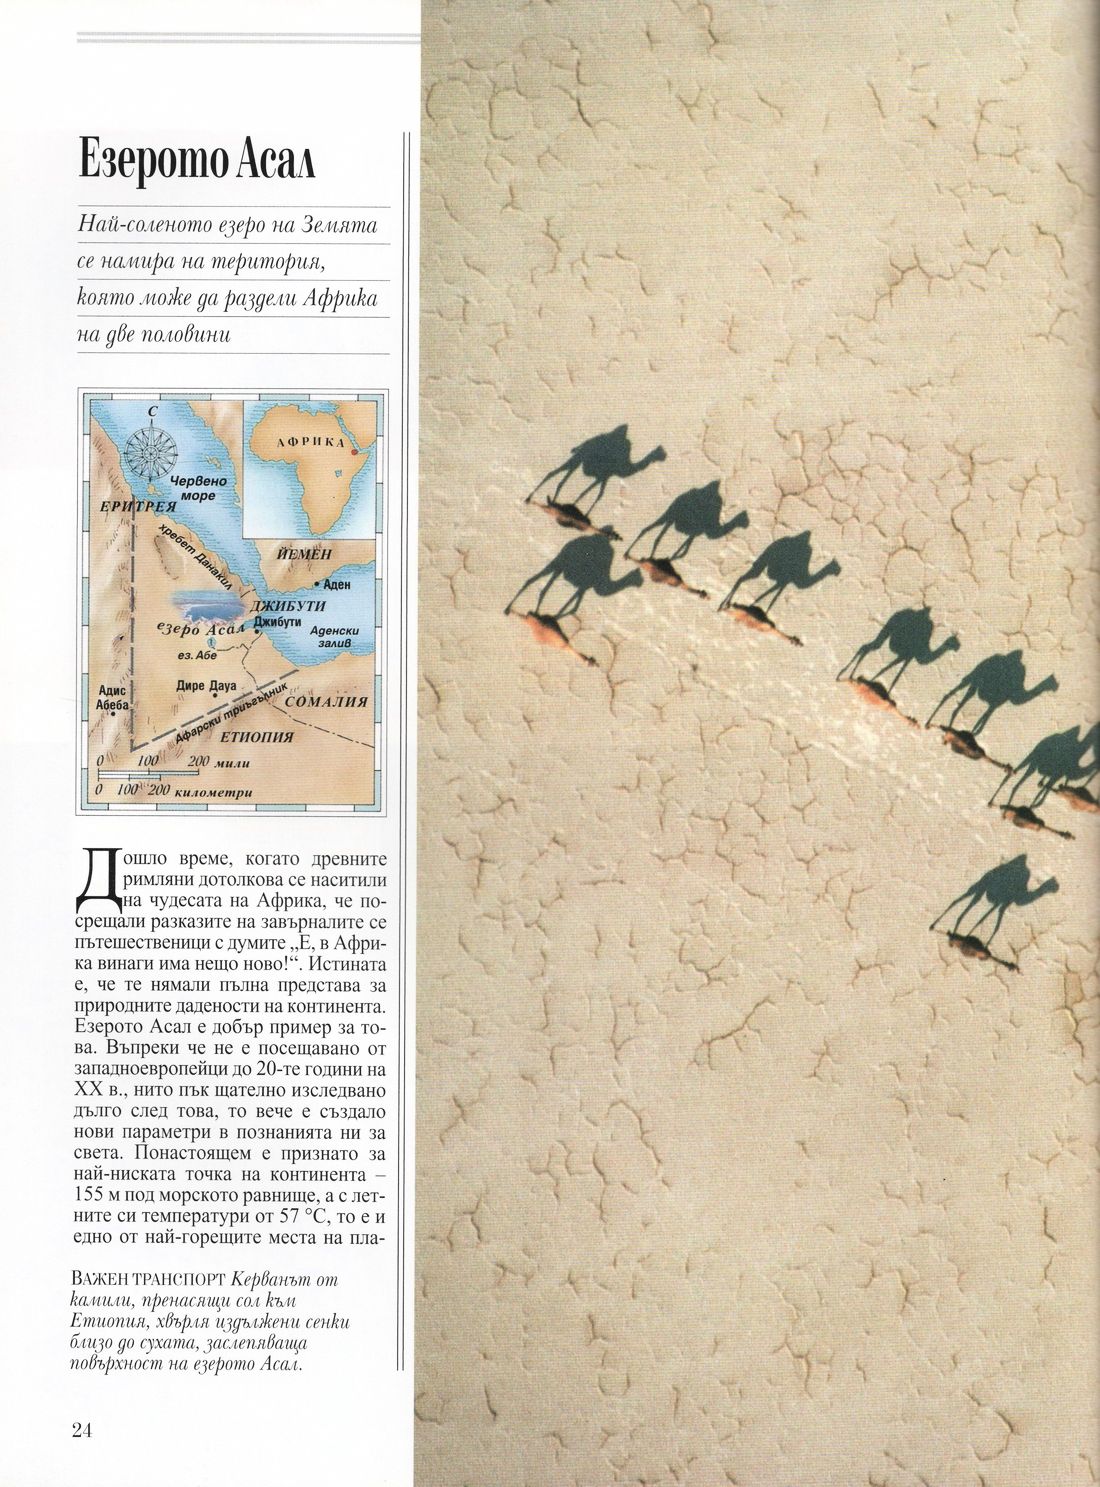 Езерото Асал
Най-соленото езеро на Земята
се намира на територия,
която може да раздели Африка
на две половини
С
АФРИКА
Червено
море
ЕРИТРЕЯ
хребет Данакил
ЙЕМЕН
Аден
ДЖИБУТИ
Джибути
езеро Асал
Аденски
залив
ез. Абе
Адис
Абеба
Дире Дауа
СОМАЛИЯ
Афарски триъгълник
ЕТИОПИЯ
0 100 200 мили
0 100 200 километри
Дошло време, когато древните
римляни дотолкова се наситили
на чудесата на Африка, че по-
срещали разказите на завърналите се
пътешественици с думите „Е, в Афри-
ка винаги има нещо ново!“. Истината
е, че те нямали пълна представа за
природните дадености на континента.
Езерото Асал е добър пример за то-
ва. Въпреки че не е посещавано от
западноевропейци до 20-те години на
XX в., нито пък щателно изследвано
дълго след това, то вече е създало
нови параметри в познанията ни за
света. Понастоящем е признато за
най-ниската точка на континента –
155 м под морското равнище, а с лет-
ните си температури от 57 °C, то е и
едно от най-горещите места на пла-
ВАЖЕН ТРАНСПОРТ Керванът от
камили, пренасящи сол към
Етиопия, хвърля издължени сенки
близо до сухата, заслепяваща
повърхност на езерото Асал.
24